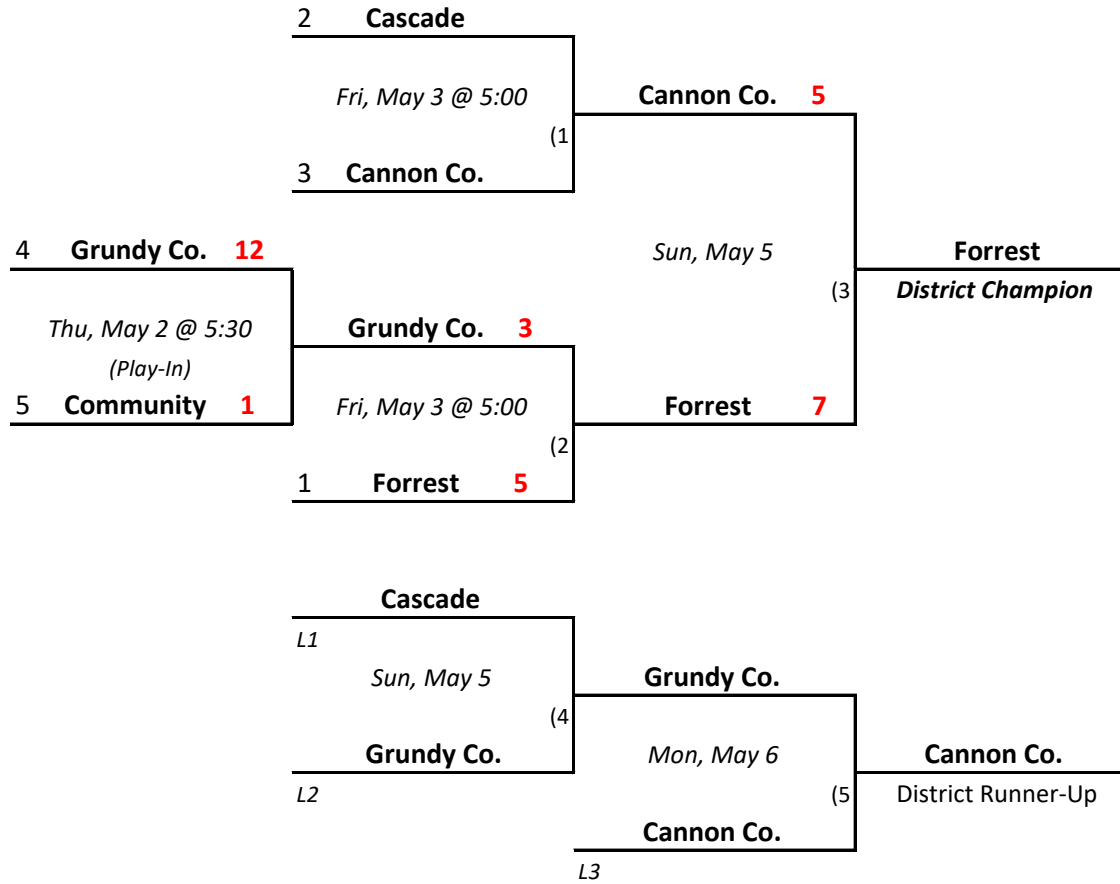 2 Cascade
Fri, May 3 @ 5:00
Cannon Co. 5
(1
3 Cannon Co.
4 Grundy Co. 12
Sun, May 5
Forrest
(3
District Champion
Thu, May 2 @ 5:30
Grundy Co. 3
(Play-In)
5 Community 1
Fri, May 3 @ 5:00
Forrest 7
(2
1 Forrest 5
Cascade
L1
Sun, May 5
Grundy Co.
(4
Grundy Co.
Mon, May 6
Cannon Co.
L2
(5
District Runner-Up
Cannon Co.
L3